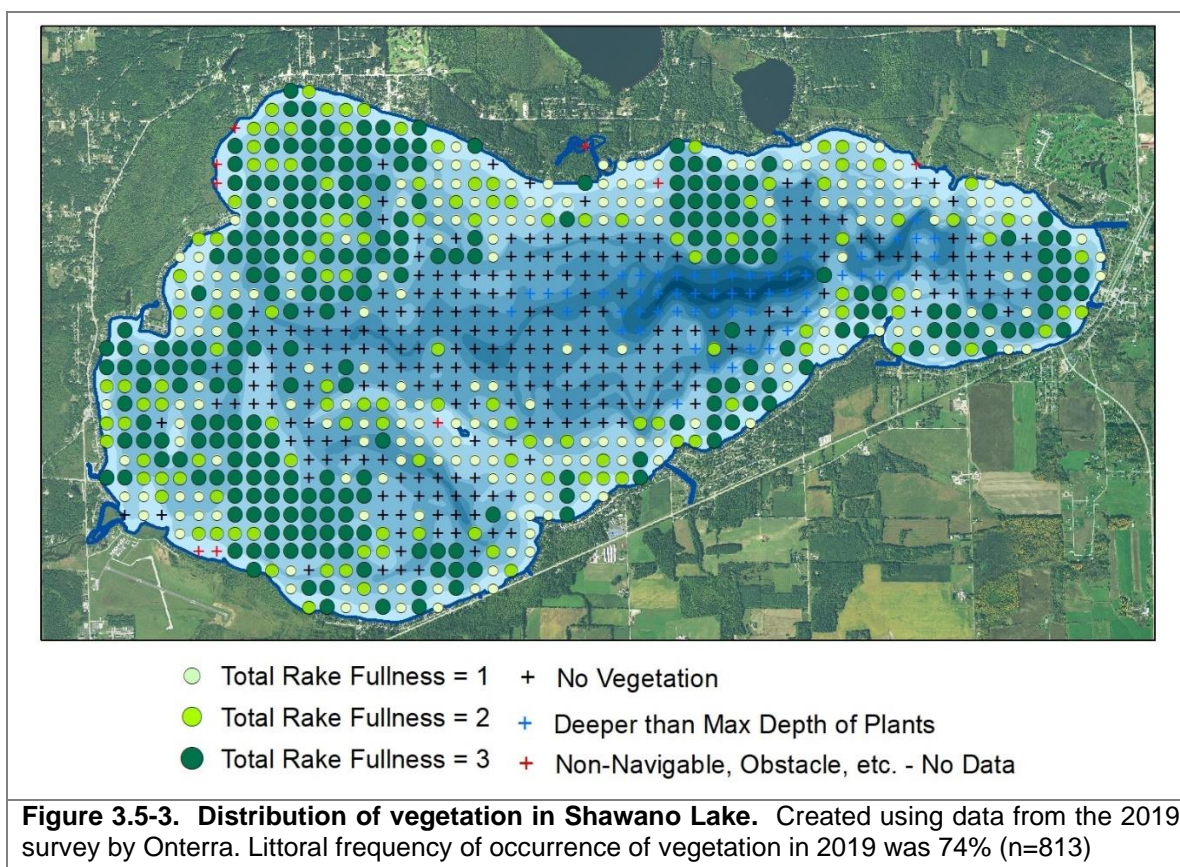 Total Rake Fullness = 1
Total Rake Fullness = 2
Total Rake Fullness = 3
No Vegetation
Deeper than Max Depth of Plants
Non-Navigable, Obstacle, etc. - No Data
Figure 3.5-3. Distribution of vegetation in Shawano Lake. Created using data from the 2019
survey by Onterra. Littoral frequency of occurrence of vegetation in 2019 was 74% (n=813)